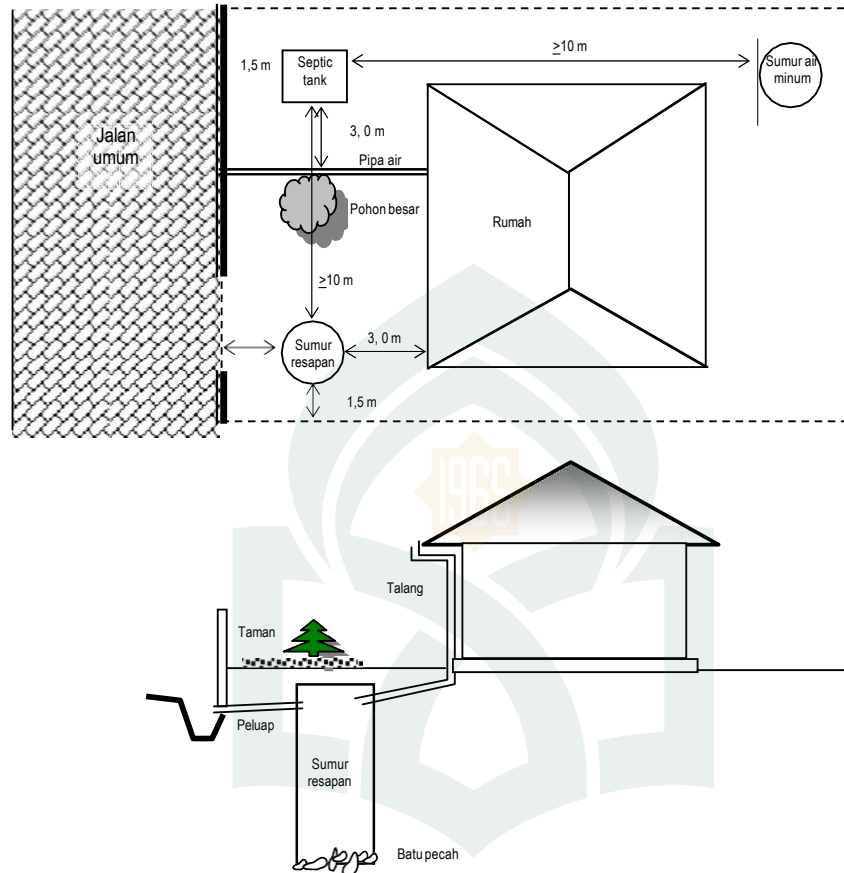 ≥10 m
1,5 m
Septic
tank
Sumur air
minum
3, 0 m
Jalan
umum
Pipa air
Pohon besar
Rumah
≥10 m
Sumur
resapan
3, 0 m
1,5 m
1965
Talang
Taman
Peluap
Sumur
resapan
Batu pecah